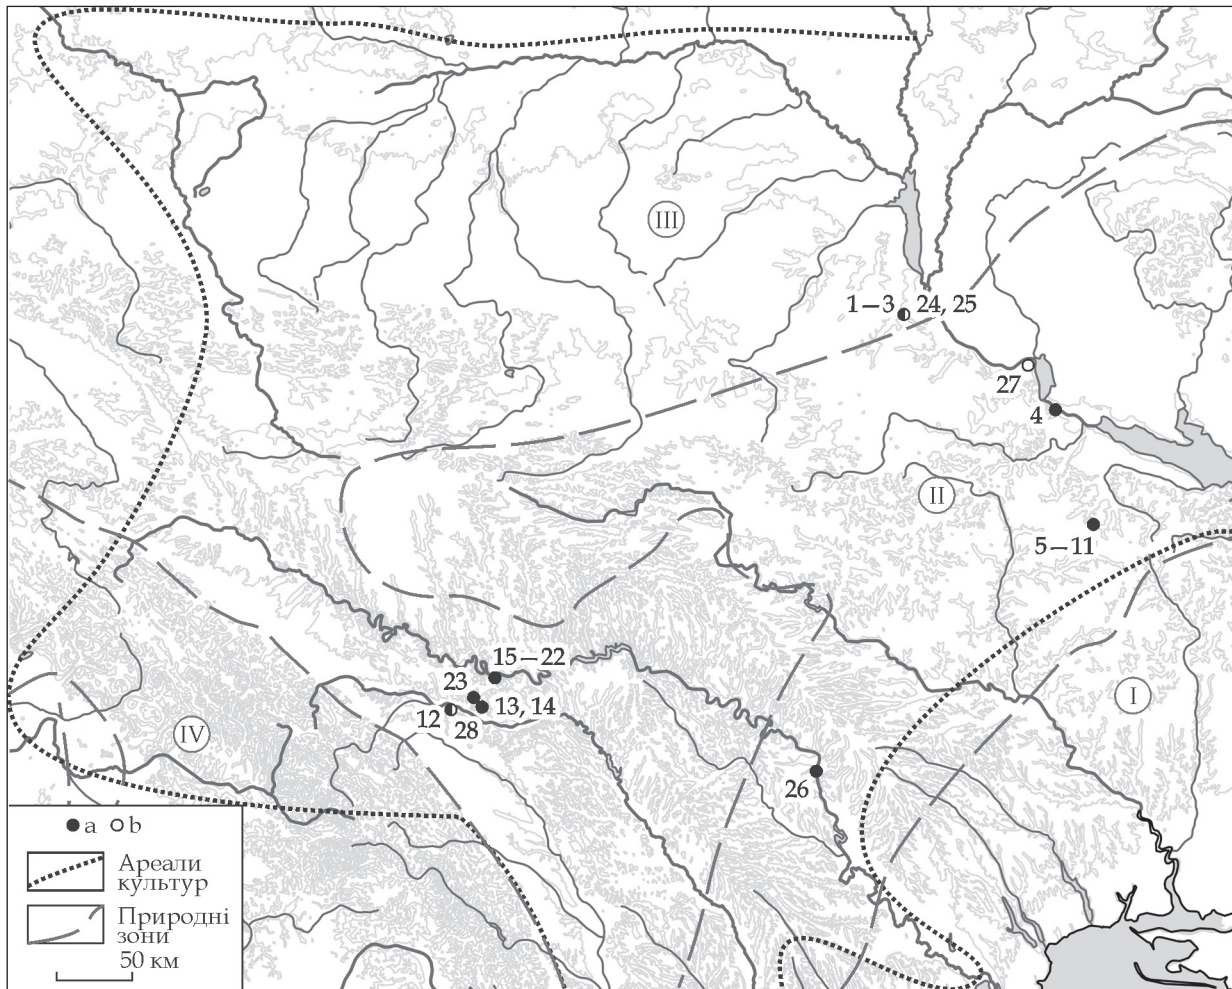 III
1—3 24, 25
27
4
II
5—11
15—22
23
13, 14
12
28
I
IV
26
a b
Ареали
культур
Природні
зони
50 км